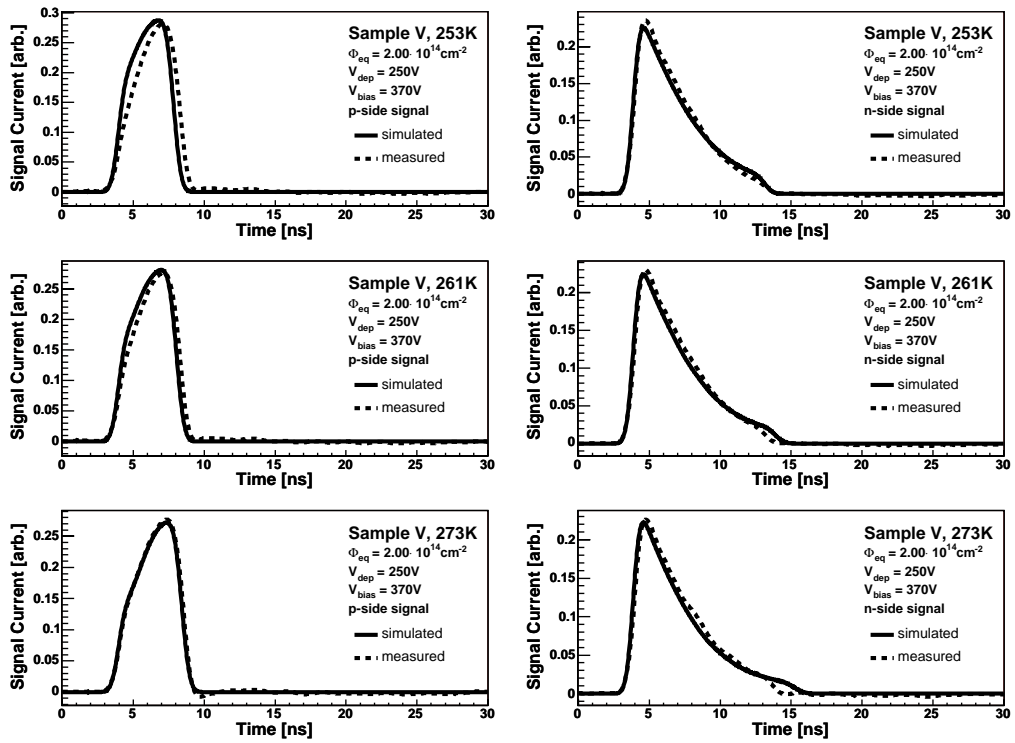 Signal Current [arb.]
0.3
0.25
0.2
0.15
0.1
0.05
0
Sample V, 253K
Φeq = 2.00· 10^14cm^-2
Vdep = 250V
Vbias = 370V
p-side signal
simulated
measured
0 5 10 15 20 25 30
Time [ns]
Signal Current [arb.]
0.2
0.15
0.1
0.05
0
Sample V, 253K
Φeq = 2.00· 10^14cm^-2
Vdep = 250V
Vbias = 370V
n-side signal
simulated
measured
0 5 10 15 20 25 30
Time [ns]
Signal Current [arb.]
0.25
0.2
0.15
0.1
0.05
0
Sample V, 261K
Φeq = 2.00· 10^14cm^-2
Vdep = 250V
Vbias = 370V
p-side signal
simulated
measured
0 5 10 15 20 25 30
Time [ns]
Signal Current [arb.]
0.2
0.15
0.1
0.05
0
Sample V, 261K
Φeq = 2.00· 10^14cm^-2
Vdep = 250V
Vbias = 370V
n-side signal
simulated
measured
0 5 10 15 20 25 30
Time [ns]
Signal Current [arb.]
0.25
0.2
0.15
0.1
0.05
0
Sample V, 273K
Φeq = 2.00· 10^14cm^-2
Vdep = 250V
Vbias = 370V
p-side signal
simulated
measured
0 5 10 15 20 25 30
Time [ns]
Signal Current [arb.]
0.2
0.15
0.1
0.05
0
Sample V, 273K
Φeq = 2.00· 10^14cm^-2
Vdep = 250V
Vbias = 370V
n-side signal
simulated
measured
0 5 10 15 20 25 30
Time [ns]